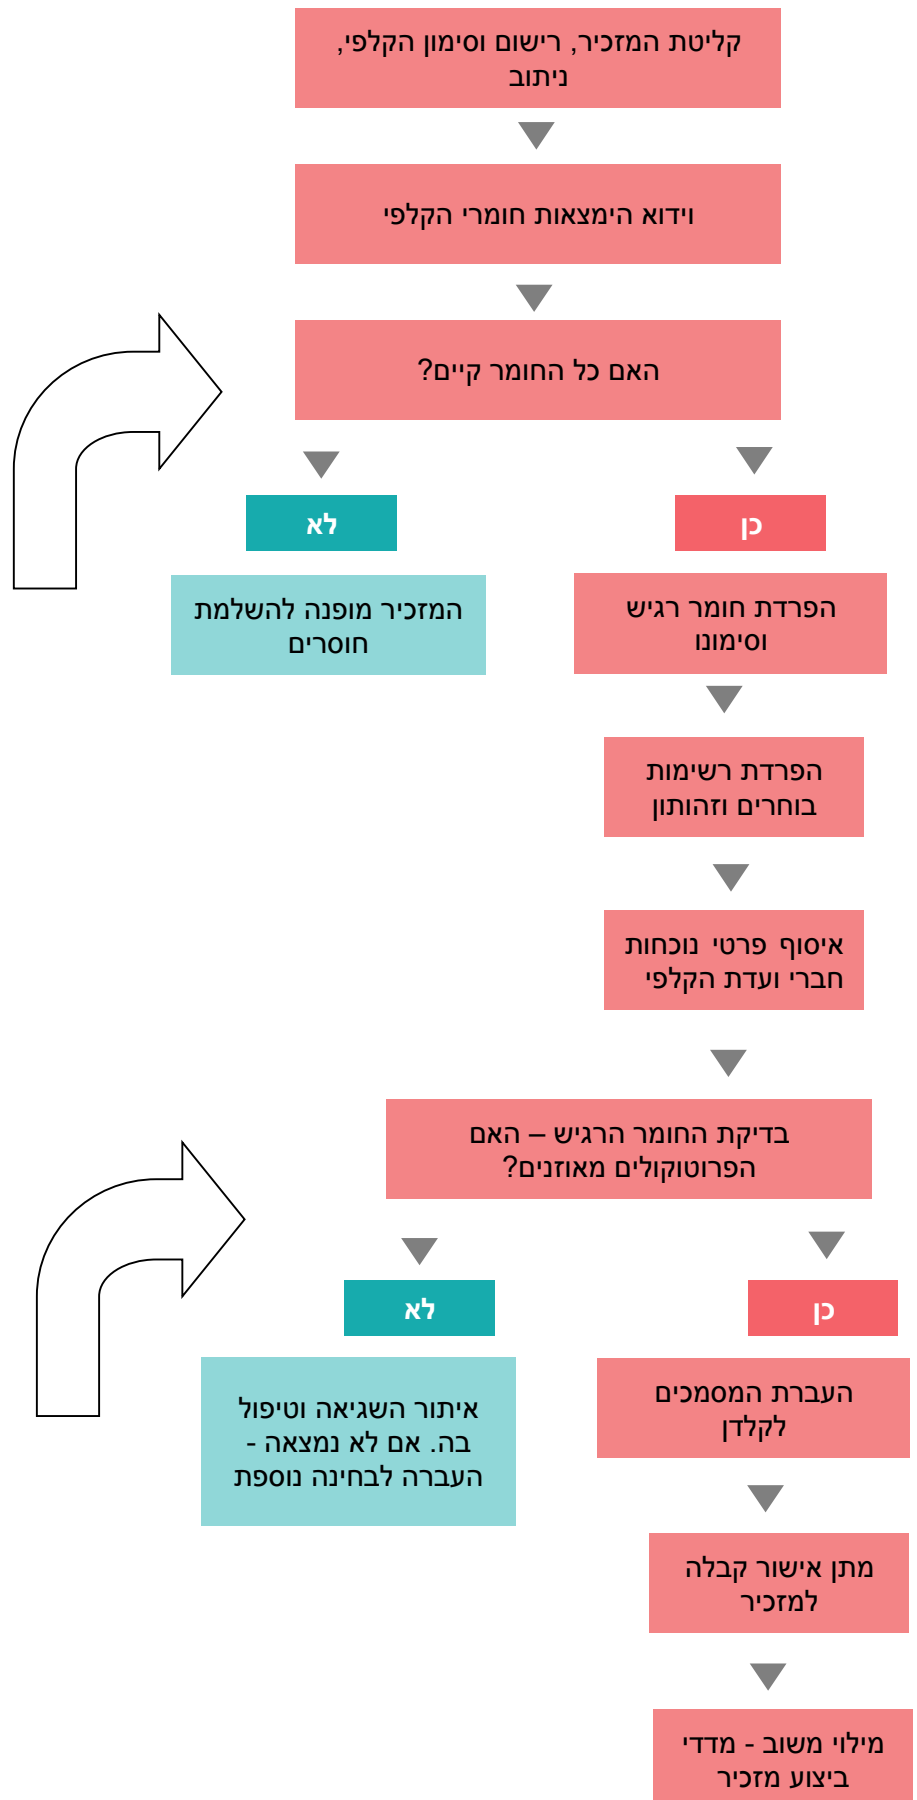 קליטת המזכיר, רישום וסימון הקלפי,
ניתוב
וידוא הימצאות חומרי הקלפי
האם כל החומר קיים?
כן
לא
הפרדת חומר רגיש
וסימונו
המזכיר מופנה להשלמת
חוסרים
הפרדת רשימות
בוחרים וזהותון
איסוף פרטי נוכחות
חברי ועדת הקלפי
בדיקת החומר הרגיש – האם
הפרוטוקולים מאוזנים?
כן
לא
העברת המסמכים
לקלדן
איתור השגיאה וטיפול
בה. אם לא נמצאה -
העברה לבחינה נוספת
מתן אישור קבלה
למזכיר
מילוי משוב - מדדי
ביצוע מזכיר